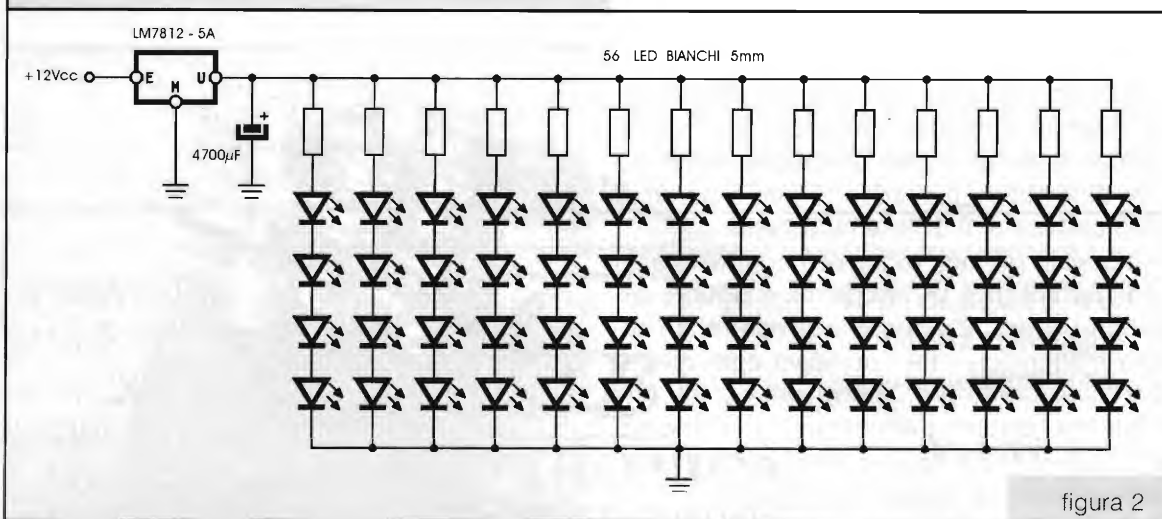 LM7812 - 5A
56 LED BIANCHI 5mm
+12Vcc
E
U
M
+
4700µF
figura 2